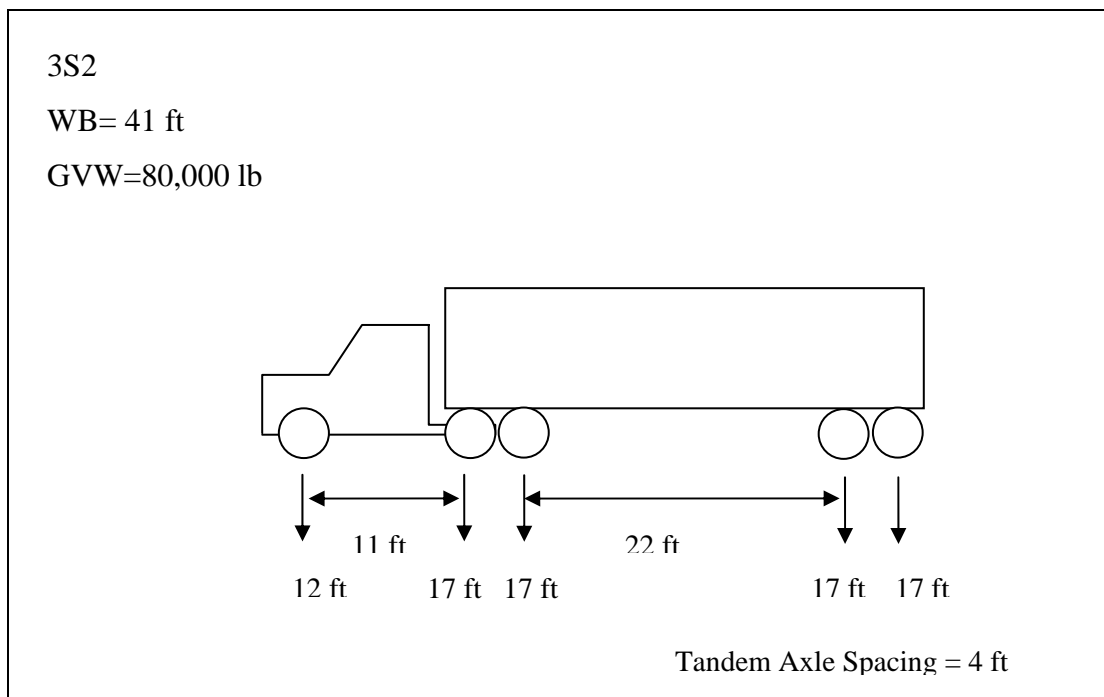 3S2
WB= 41 ft
GVW=80,000 lb
11 ft
22 ft
12 ft 17 ft 17 ft 17 ft 17 ft
Tandem Axle Spacing = 4 ft